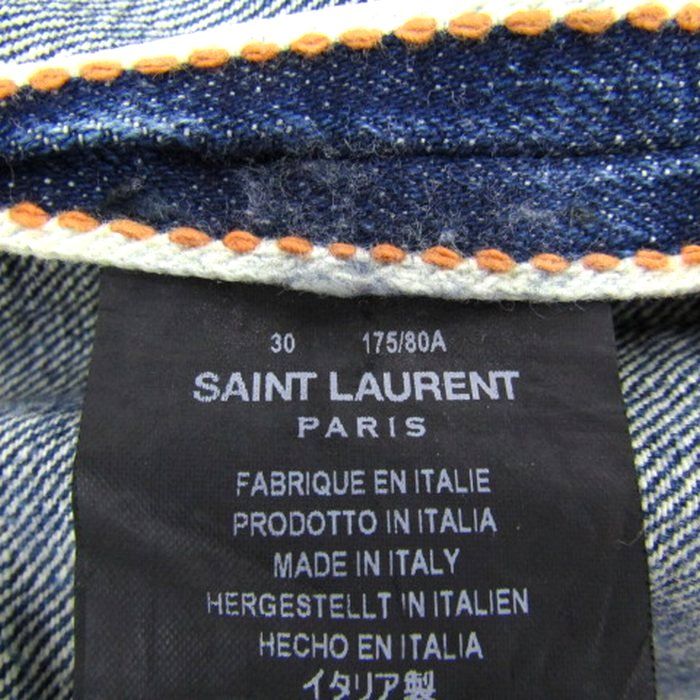 30 175/80A
SAINT LAURENT
PARIS
FABRIQUE EN ITALIE
PRODOTTO IN ITALIA
MADE IN ITALY
HERGESTELLT IN ITALIEN
HECHO EN ITALIA
イタリア製